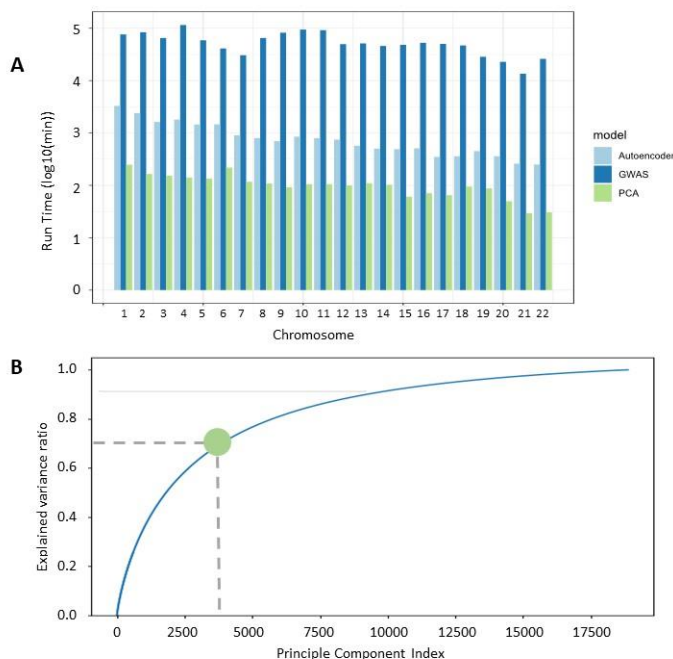 A
Run Time (log10(min))
5
4
3
2
1
0
1 2 3 4 5 6 7 8 9 10 11 12 13 14 15 16 17 18 19 20 21 22
Chromosome
model
Autoencoder
GWAS
PCA
B
Explained variance ratio
1.0
0.8
0.6
0.4
0.2
0.0
0 2500 5000 7500 10000 12500 15000 17500
Principle Component Index